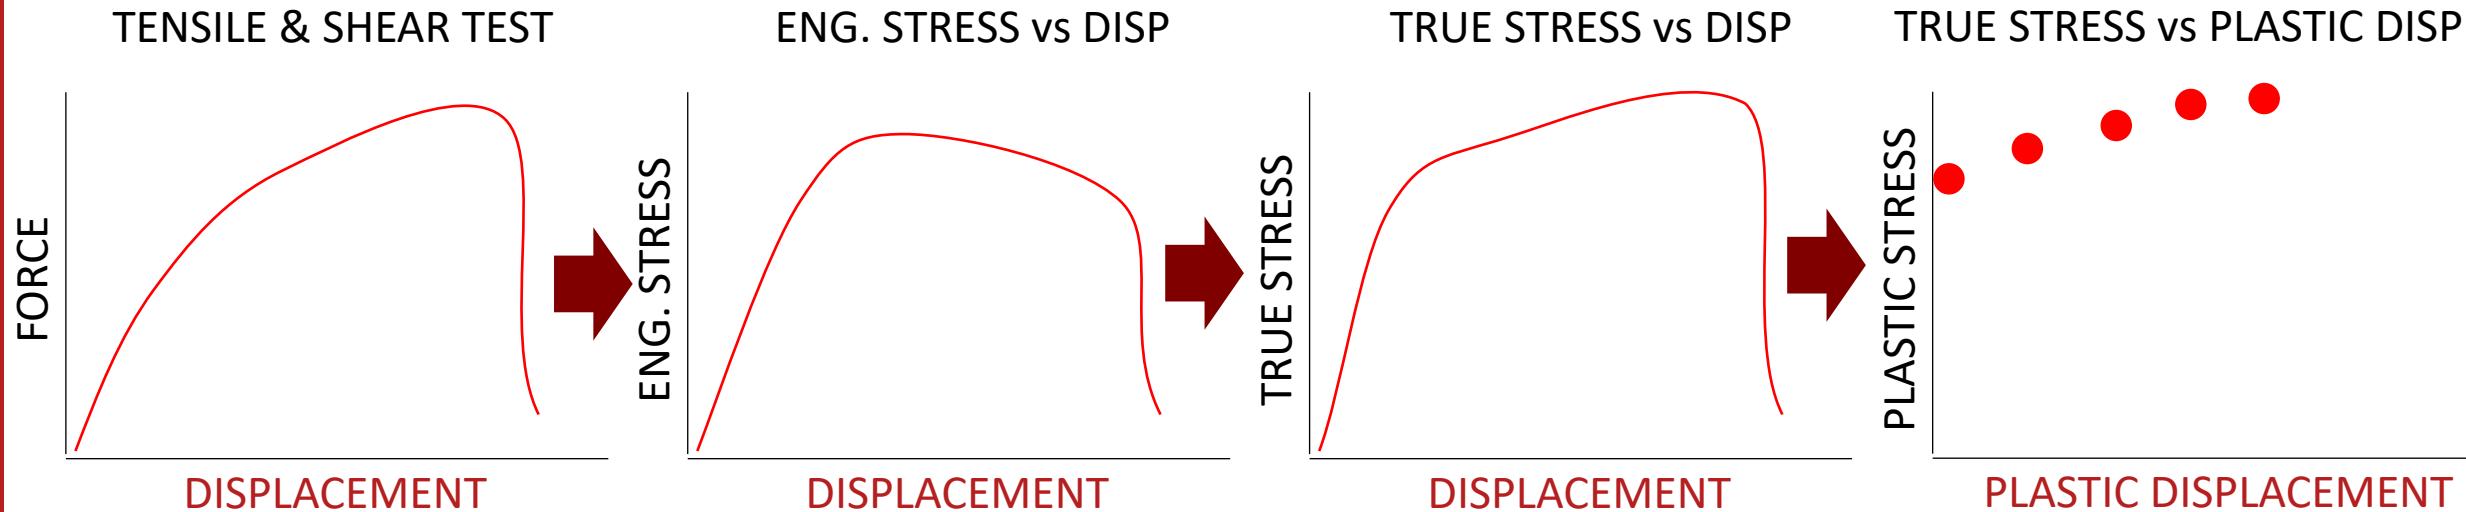 TENSILE & SHEAR TEST
FORCE
DISPLACEMENT
ENG. STRESS vs DISP
ENG. STRESS
DISPLACEMENT
TRUE STRESS vs DISP
TRUE STRESS
DISPLACEMENT
TRUE STRESS vs PLASTIC DISP
PLASTIC STRESS
PLASTIC DISPLACEMENT